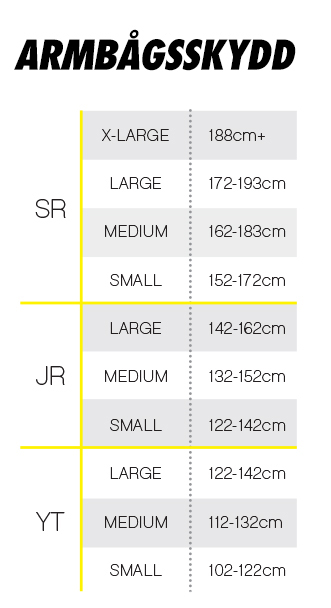 ARMBÅGSSKYDD
SR
X-LARGE 188cm+
LARGE 172-193cm
MEDIUM 162-183cm
SMALL 152-172cm
JR
LARGE 142-162cm
MEDIUM 132-152cm
SMALL 122-142cm
YT
LARGE 122-142cm
MEDIUM 112-132cm
SMALL 102-122cm